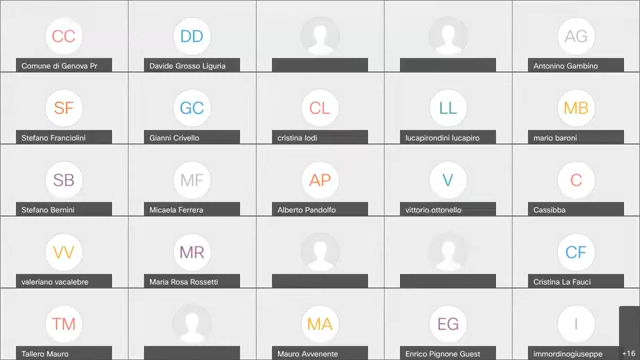 CC
DD
AG
Comune di Genova Pr
Davide Grosso Liguria
Antonino Gambino
SF
GC
CL
LL
MB
Stefano Franciolini
Gianni Crivello
cristina lodi
lucapirondini lucapiro
mario baroni
SB
MF
AP
V
C
Stefano Bernini
Micaela Ferrera
Alberto Pandolfo
vittorio ottonello
Cassibba
VV
MR
CF
valeriano vacalebre
Maria Rosa Rossetti
Cristina La Fauci
TM
MA
EG
I
Tallero Mauro
Mauro Avvenente
Enrico Pignone Guest
immordinogiuseppe
+16